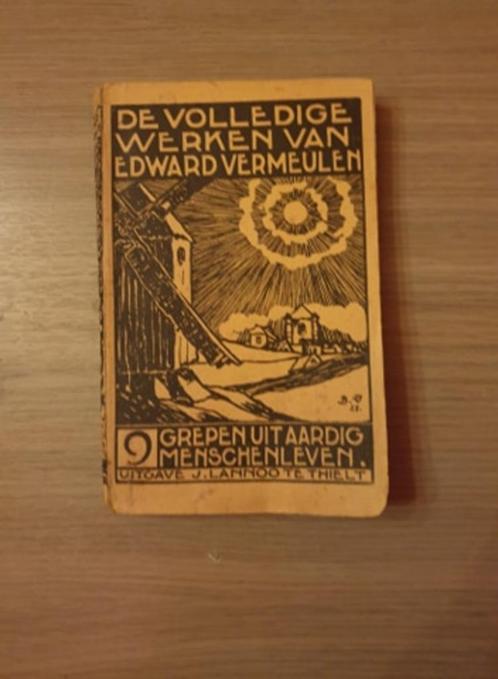 DE VOLLEDIGE
WERKEN VAN
EDWARD VERMEULEN
9 GREPEN UIT AARDIG
MENSCHENLEVEN.
UITGAVE J. LANNOO TE THIELT